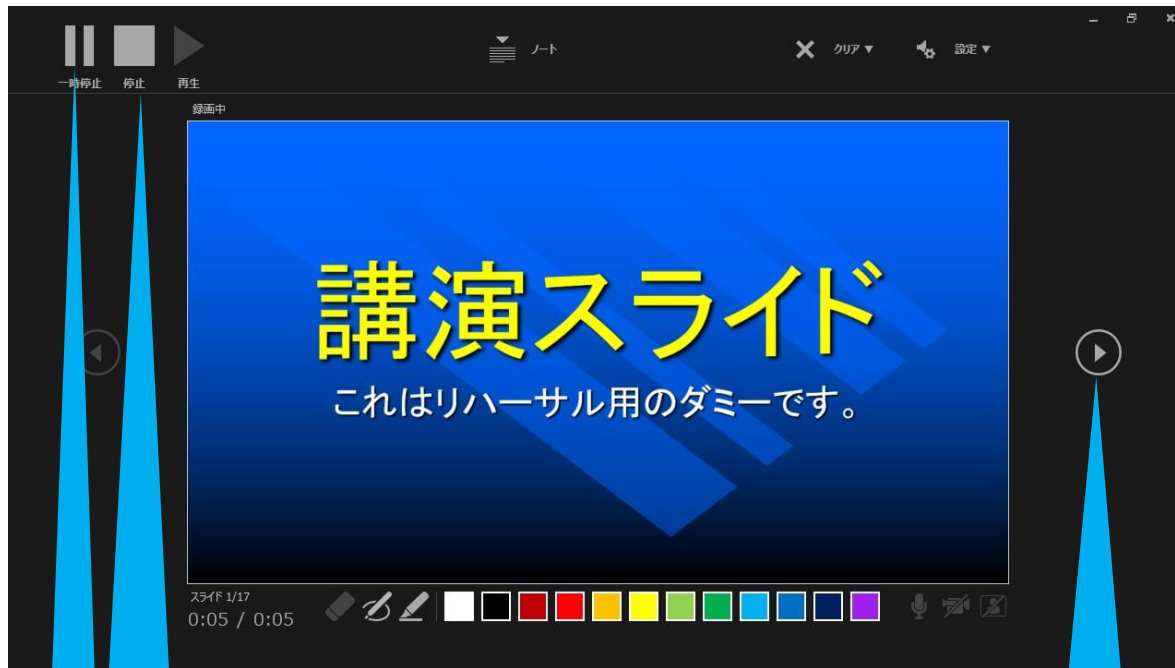 一時停止 停止 再生 ノート クリア ▼ 設定 ▼
録画中
講演スライド
これはリハーサル用のダミーです。
スライド 1/17
0:05 / 0:05